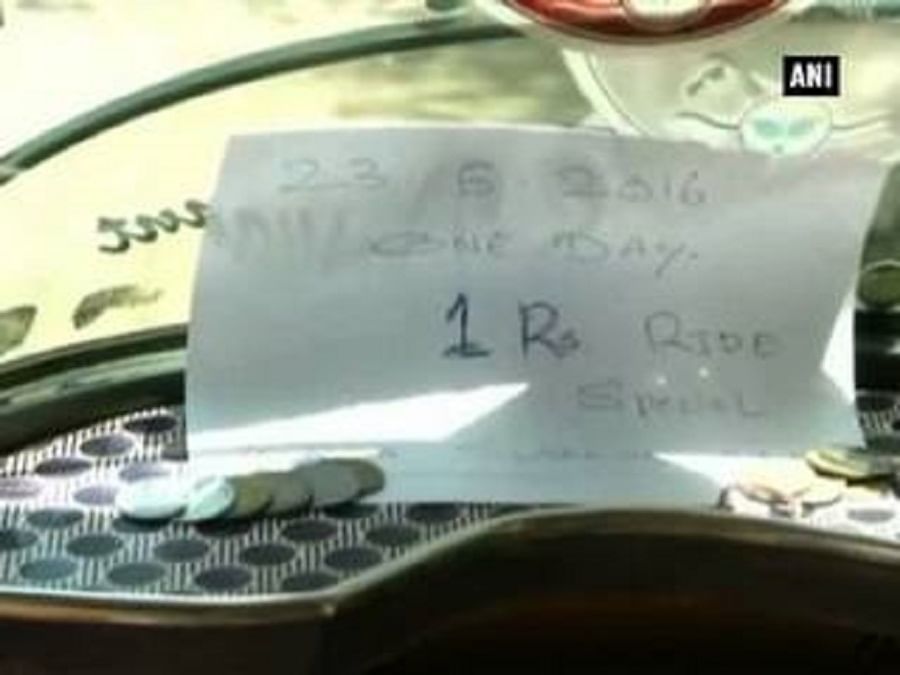 ANI
23 6 2016
ONE DAY
1 Rs RIDE
Special